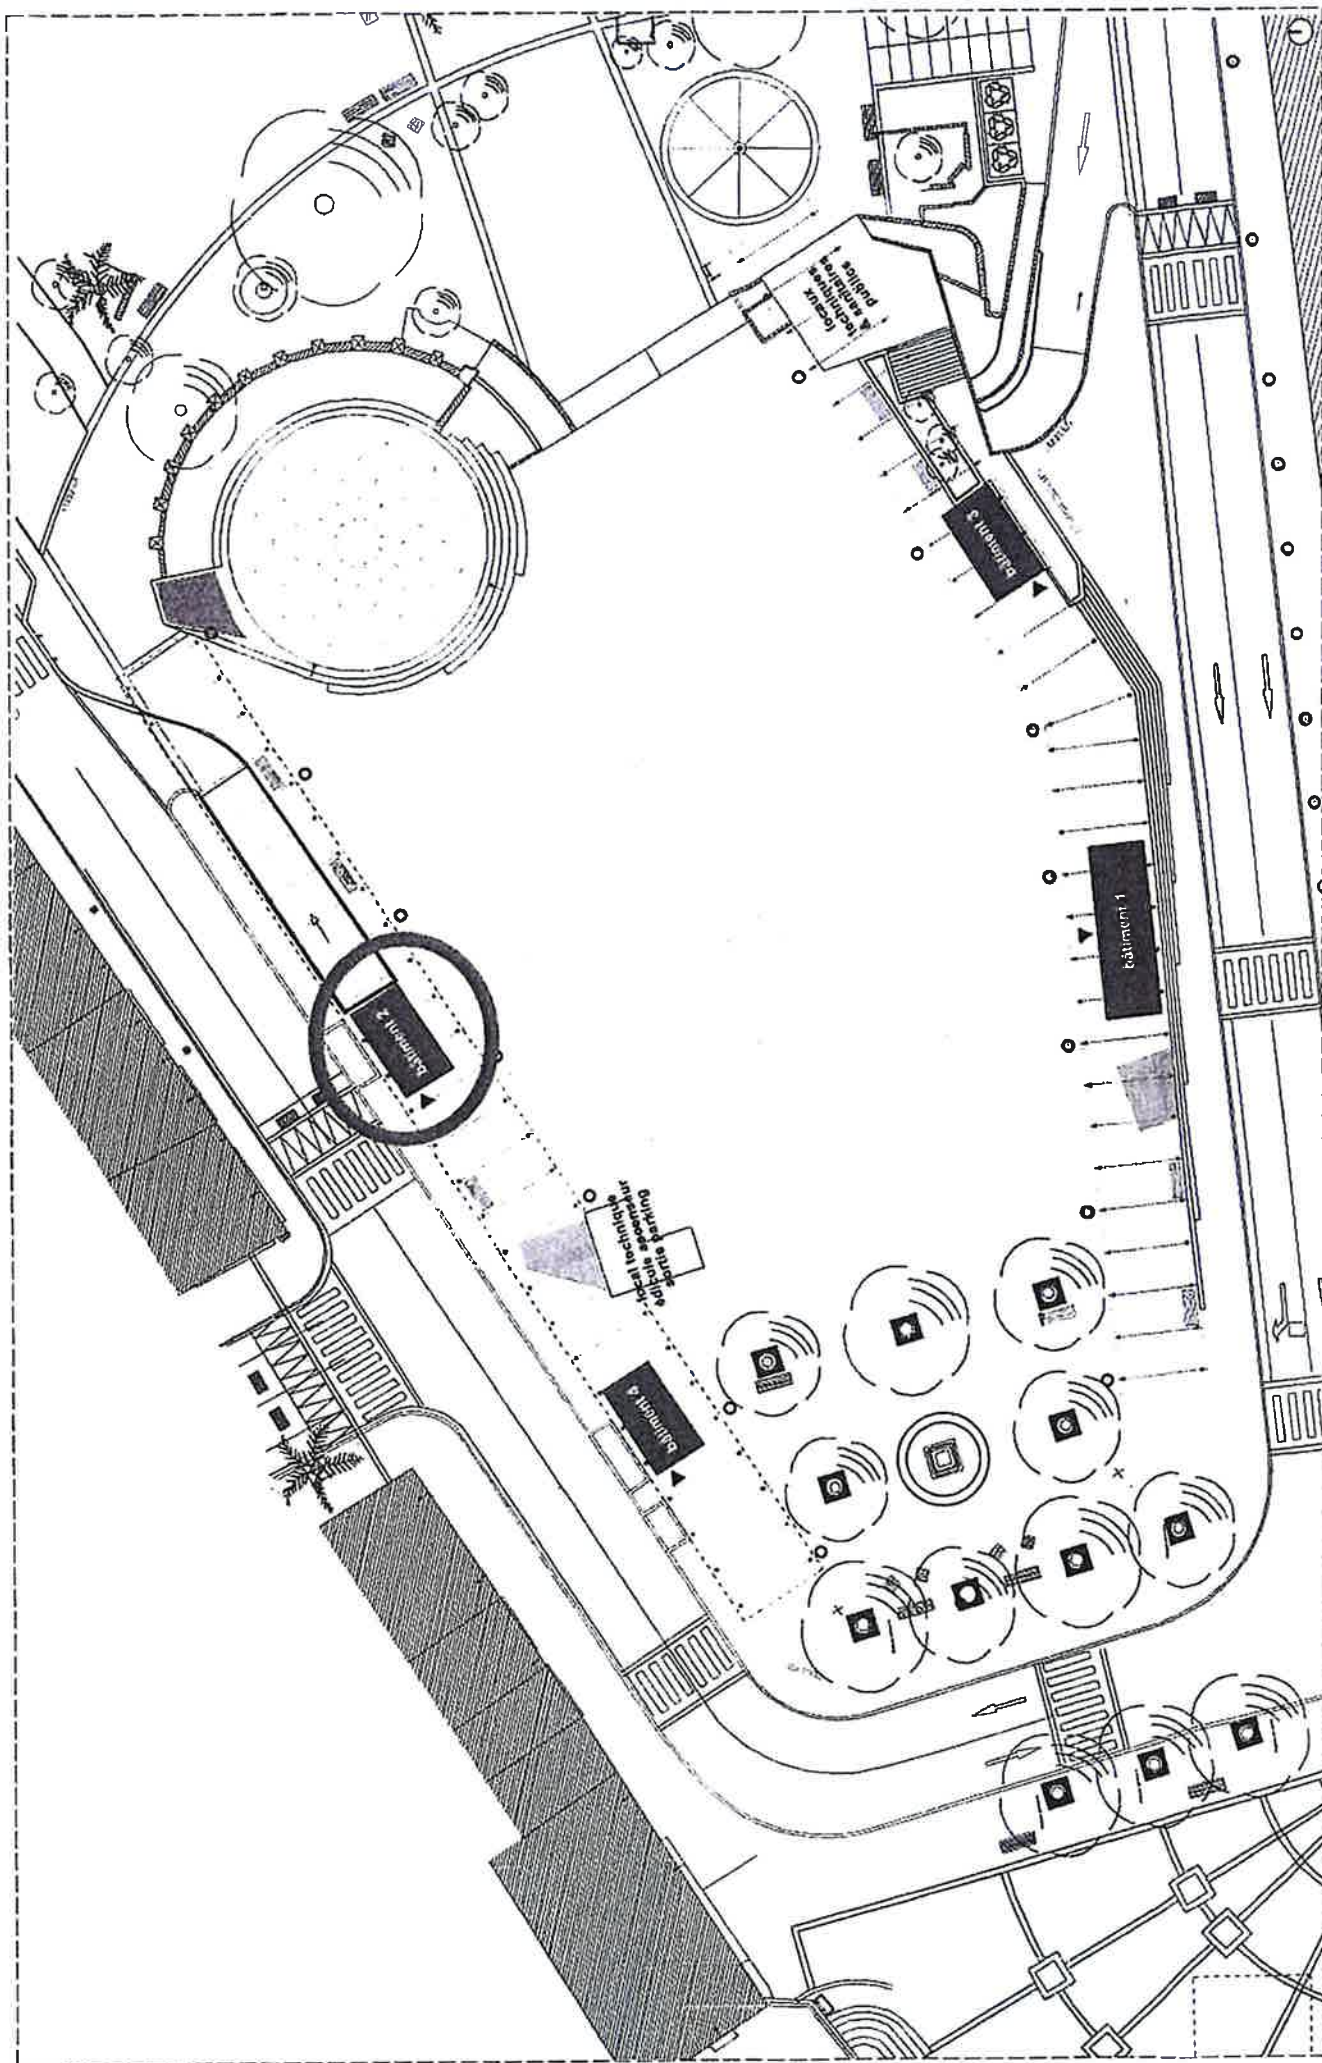 locaux
techniques
& sanitaires
publics
bâtiment 3
bâtiment 1
bâtiment 2
local technique
édicule ascenseur
sortie parking
bâtiment 4